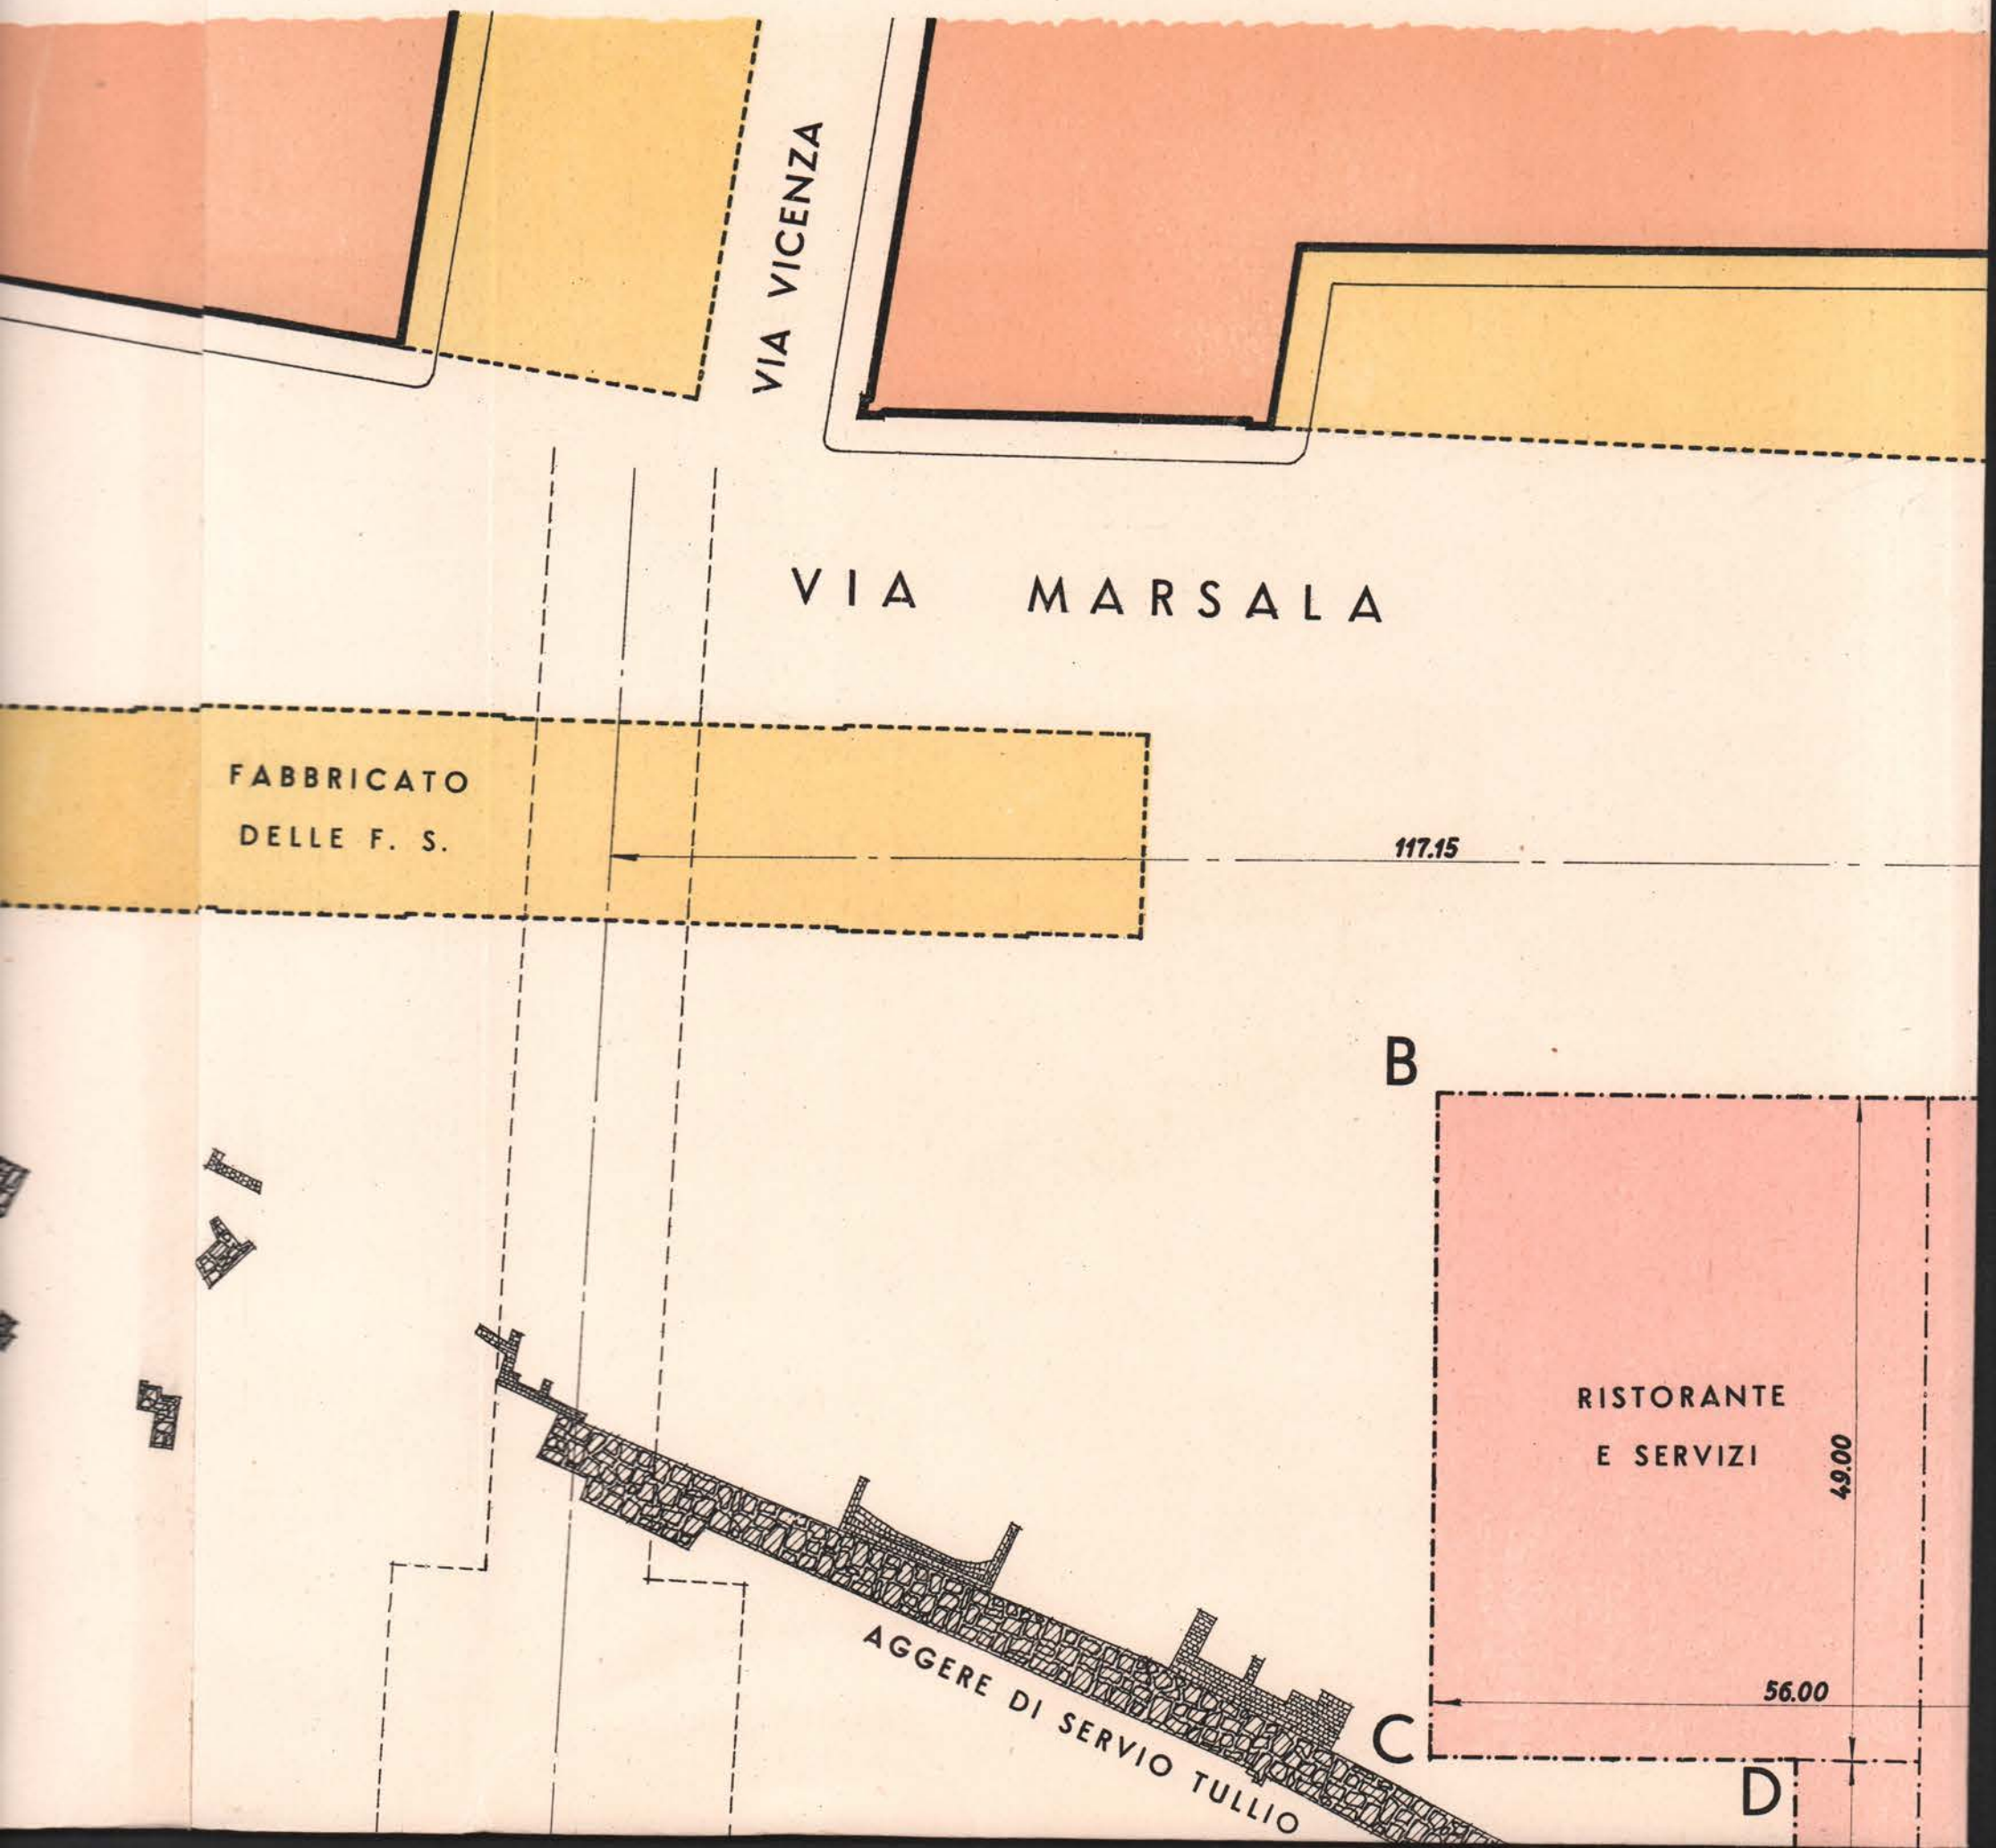 VIA VICENZA
VIA MARSALA
FABBRICATO
DELLE F. S.
117.15
B
RISTORANTE
E SERVIZI
49.00
56.00
AGGERE DI SERVIO TULLIO
C
D